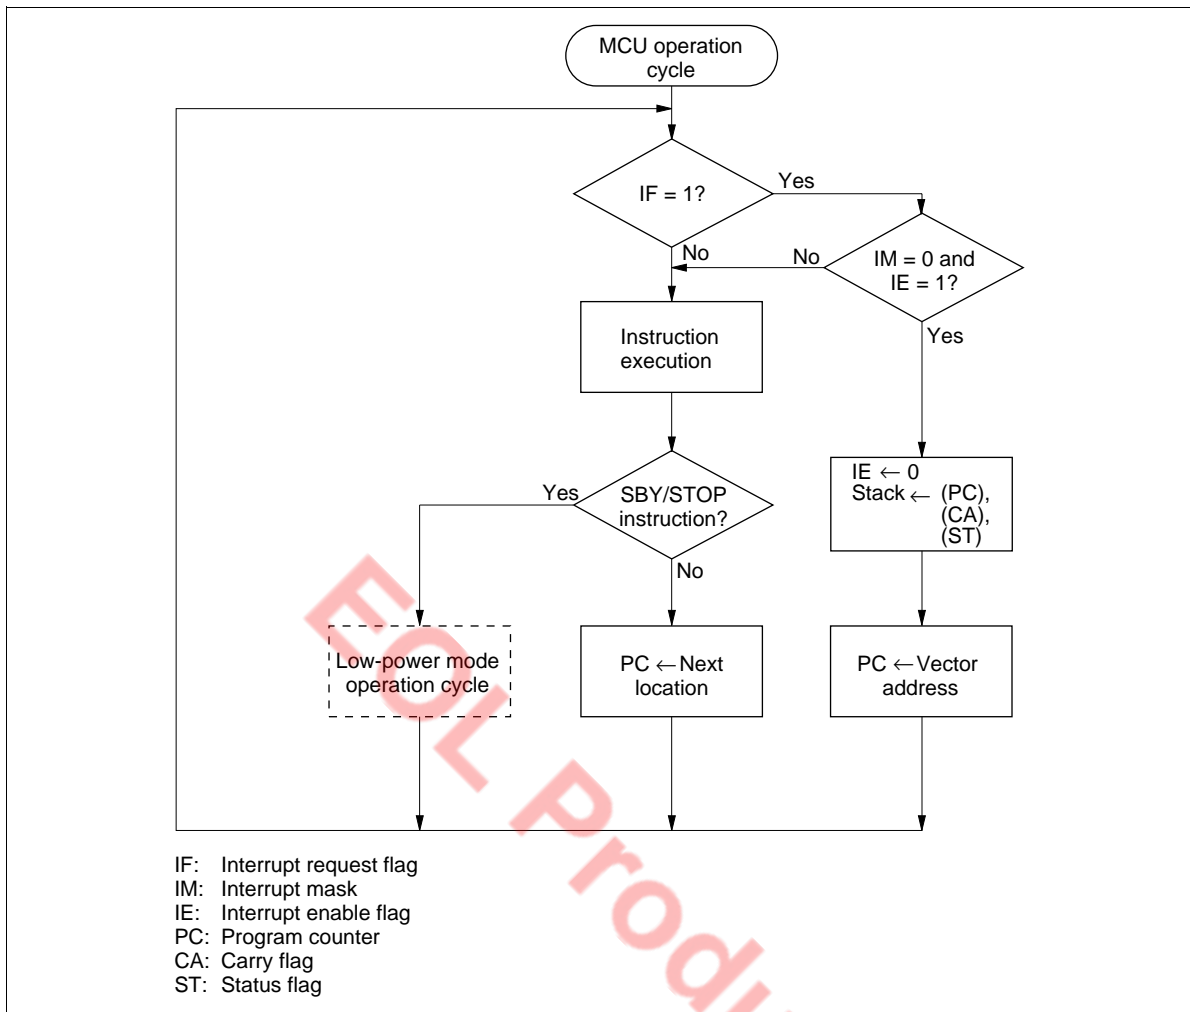 MCU operation
cycle
IF = 1?
Yes
No
No
IM = 0 and
IE = 1?
Yes
Instruction
execution
IE ← 0
Stack ← (PC),
(CA),
(ST)
Yes
SBY/STOP
instruction?
No
Low-power mode
operation cycle
PC ←Next
location
PC ←Vector
address
IF: Interrupt request flag
IM: Interrupt mask
IE: Interrupt enable flag
PC: Program counter
CA: Carry flag
ST: Status flag
EOL Produ